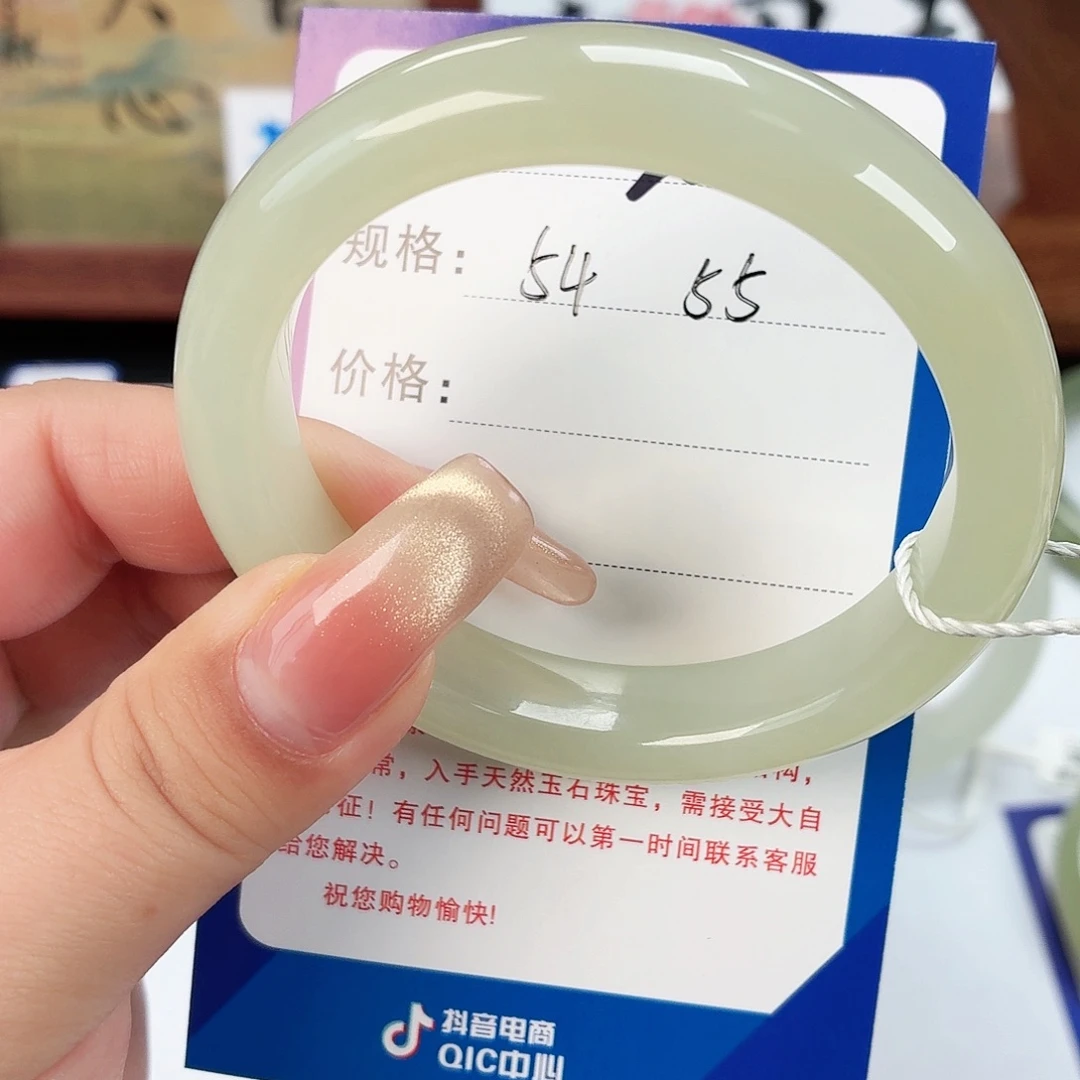 规格： 54 55
价格：
常，入手天然玉石珠宝，需接受大自
征！有任何问题可以第一时间联系客服
给您解决。
祝您购物愉快！
抖音电商
QIC中心